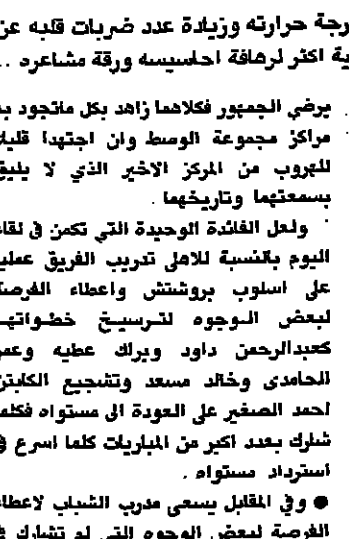 رجة حرارته وزيادة عدد ضربات قلبه عن
ية اكثر لرهافة احاسيسه ورقة مشاعره ..
يرضي الجمهور فكلاهما زاهد بكل ماتجود به
مراكز مجموعة الوسط وان اجتهدا قليلا
للهروب من المركز الاخير الذي لا يليق
بسمعتهما وتاريخهما .
ولعل الفائدة الوحيدة التي تكمن في لقاء
اليوم بالنسبة للاهلي تدريب الفريق عمليا
على اسلوب بروشتش واعطاء الفرصة
لبعض الوجوه لترسيخ خطواتها
كعبدالرحمن داود وبراك عطيه وعمر
الحامدى وخالد مسعد وتشجيع الكابتن
احمد الصغير على العودة الى مستواه فكلما
شارك بعدد اكبر من المباريات كلما اسرع في
استرداد مستواه .
● وفي المقابل يسعى مدرب الشباب لاعطاء
الفرصة لبعض الوجوه التي لم تشارك في